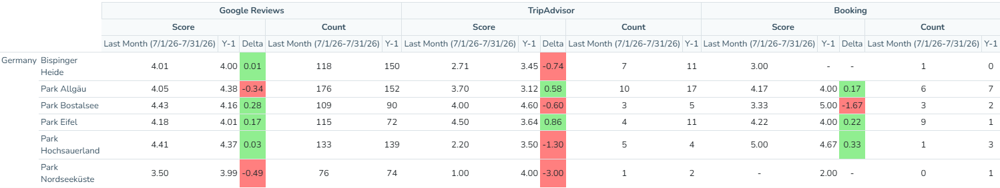 Google Reviews TripAdvisor Booking
Score Count Score Count Score Count
Last Month (7/1/26-7/31/26) Y-1 Delta Last Month (7/1/26-7/31/26) Y-1 Last Month (7/1/26-7/31/26) Y-1 Delta Last Month (7/1/26-7/31/26) Y-1 Last Month (7/1/26-7/31/26) Y-1 Delta Last Month (7/1/26-7/31/26) Y-1
Germany Bispinger Heide 4.01 4.00 0.01 118 150 2.71 3.45 -0.74 7 11 3.00 - - 1 0
Park Allgäu 4.05 4.38 -0.34 176 152 3.70 3.12 0.58 10 17 4.17 4.00 0.17 6 7
Park Bostalsee 4.43 4.16 0.28 109 90 4.00 4.60 -0.60 3 5 3.33 5.00 -1.67 3 2
Park Eifel 4.18 4.01 0.17 115 72 4.50 3.64 0.86 4 11 4.22 4.00 0.22 9 1
Park Hochsauerland 4.41 4.37 0.03 133 139 2.20 3.50 -1.30 5 4 5.00 4.67 0.33 1 3
Park Nordseeküste 3.50 3.99 -0.49 76 74 1.00 4.00 -3.00 1 2 - 2.00 - 0 1